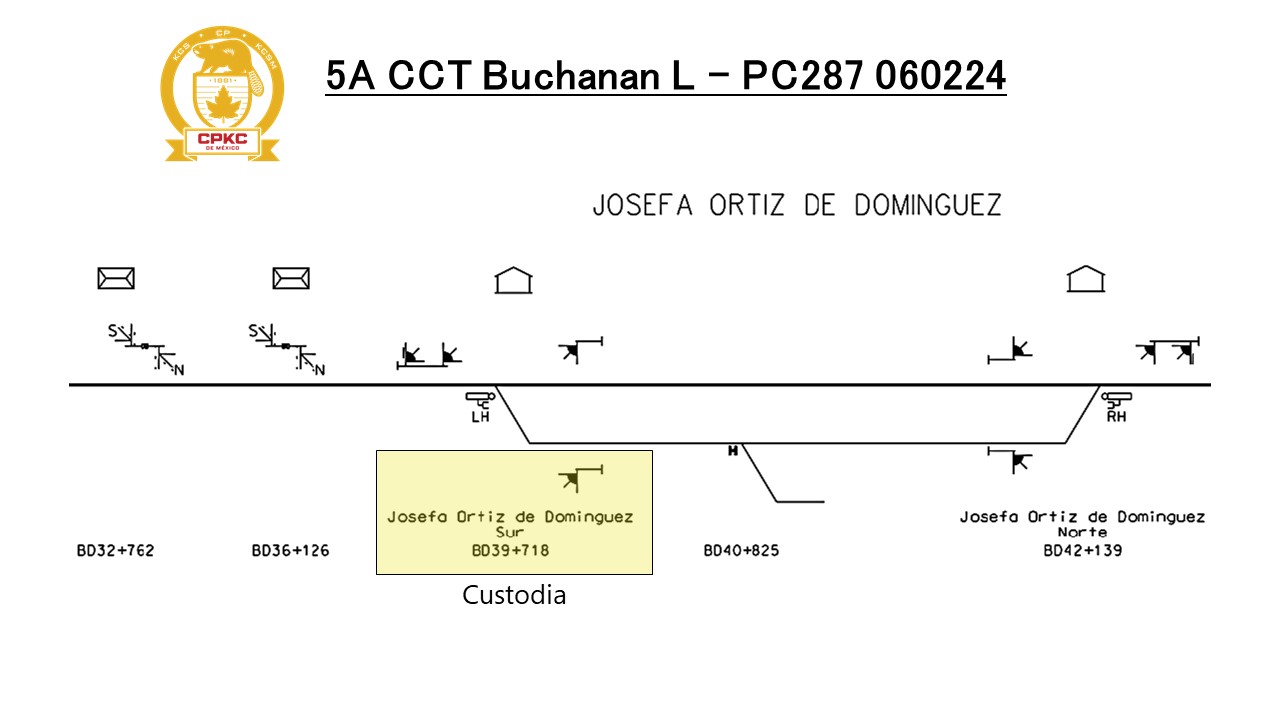 KCS • CP • KCSM
1881
CPKC
DE MÉXICO
5A CCT Buchanan L – PC287 060224
JOSEFA ORTIZ DE DOMINGUEZ
S S
N N
LH RH
H
Josefa Ortiz de Dominguez Josefa Ortiz de Dominguez
Sur Norte
BD32+762 BD36+126 BD39+718 BD40+825 BD42+139
Custodia